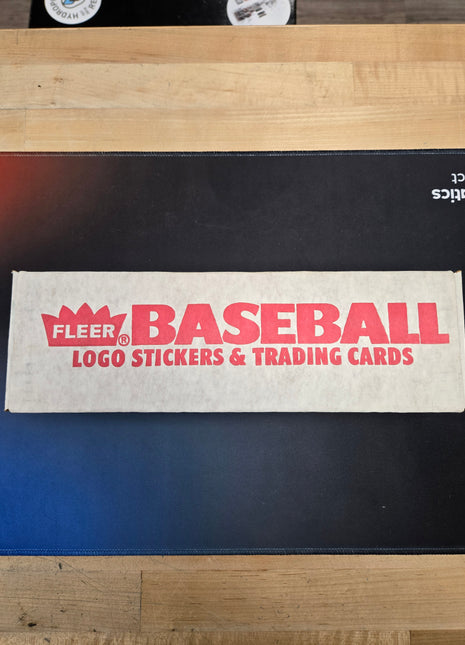 FLEER® BASEBALL
LOGO STICKERS & TRADING CARDS